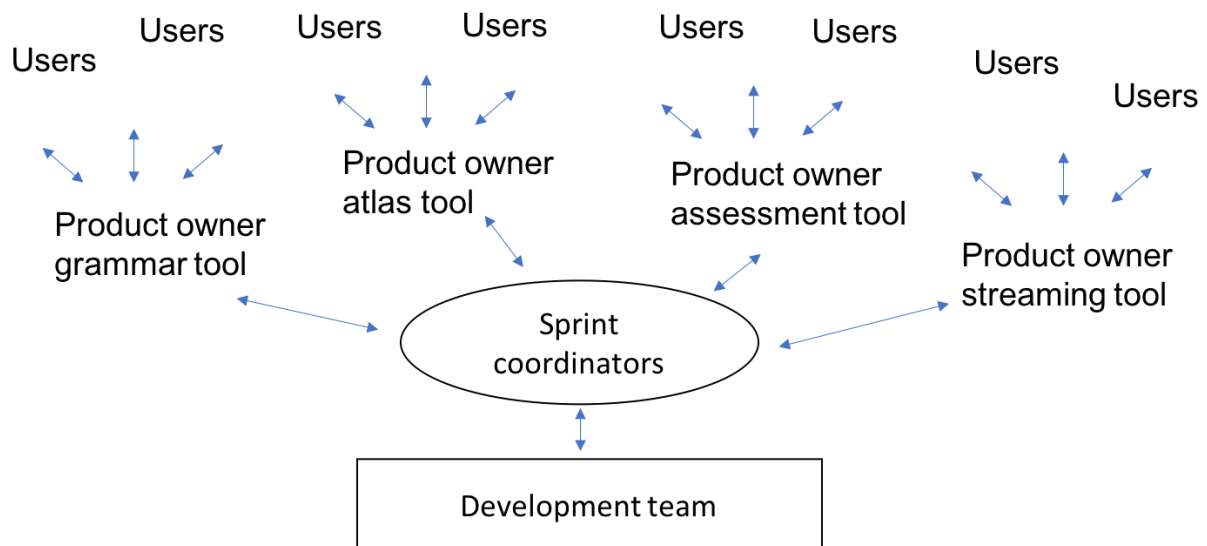 Users
Users
Users
Users
Users
Users
Users
Users
Product owner
grammar tool
Product owner
atlas tool
Product owner
assessment tool
Product owner
streaming tool
Sprint
coordinators
Development team